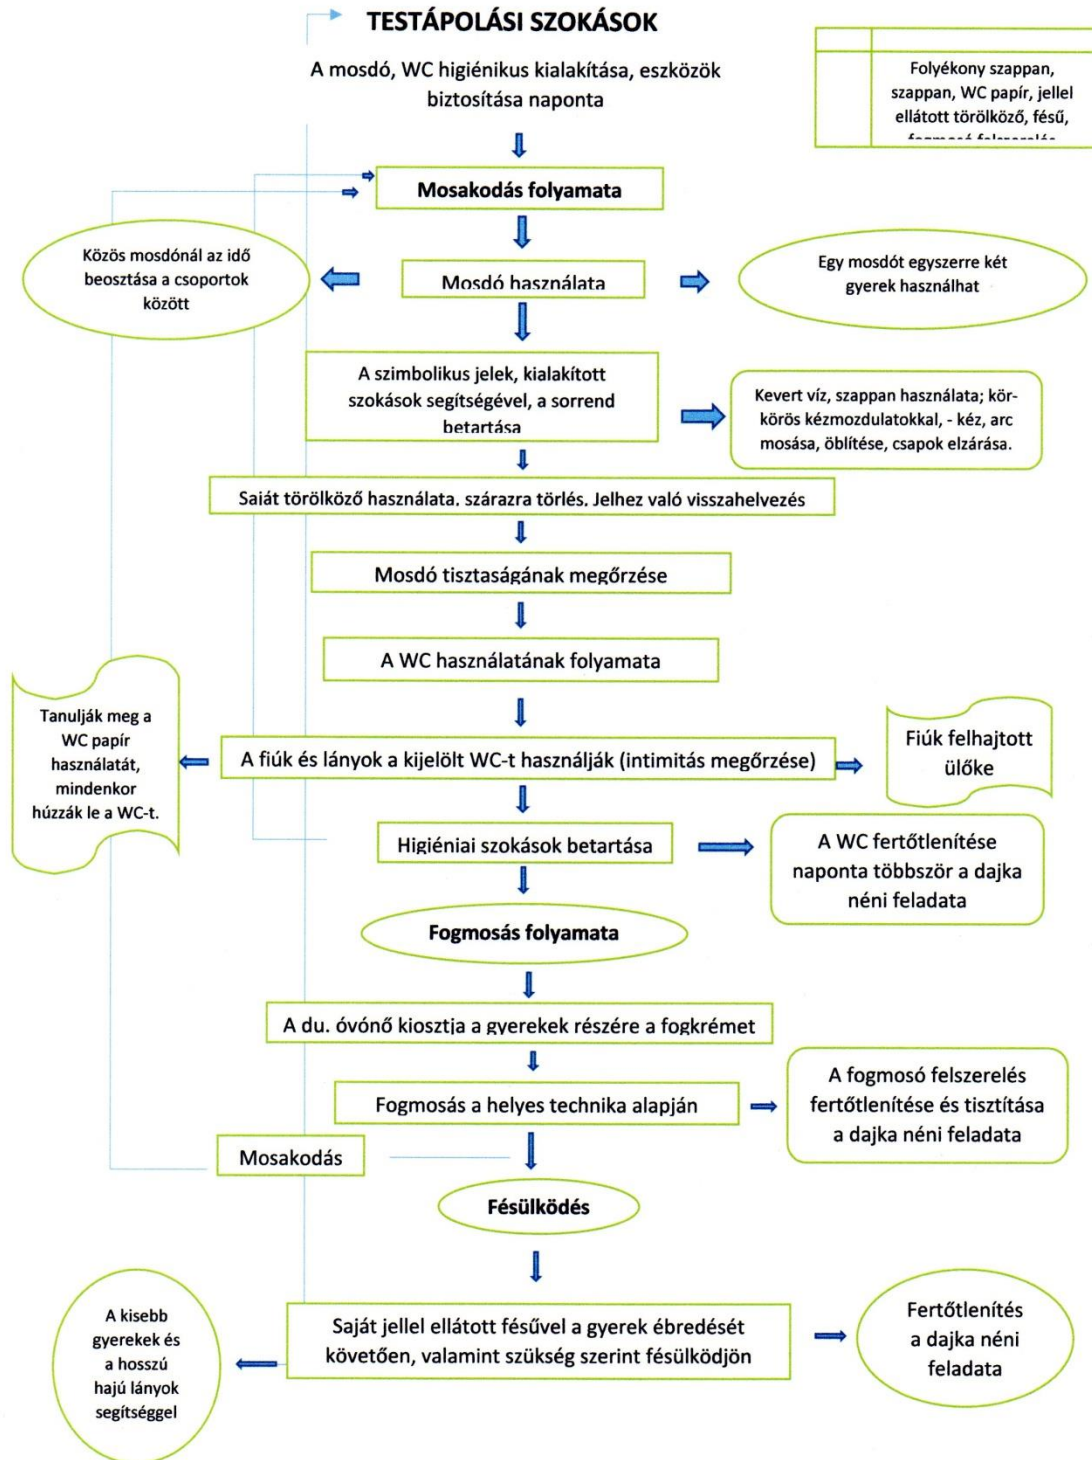 TESTÁPOLÁSI SZOKÁSOK
A mosdó, WC higiénikus kialakítása, eszközök
biztosítása naponta
Folyékony szappan,
szappan, WC papír, jellel
ellátott törölköző, fésű,
fogmosó felszerelés
Mosakodás folyamata
Közös mosdónál az idő
beosztása a csoportok
között
Mosdó használata
Egy mosdót egyszerre két
gyerek használhat
A szimbolikus jelek, kialakított
szokások segítségével, a sorrend
betartása
Kevert víz, szappan használata; kör-
körös kézmozdulatokkal, - kéz, arc
mosása, öblítése, csapok elzárása.
Saját törölköző használata, szárazra törlés, Jelhez való visszahelyezés
Mosdó tisztaságának megőrzése
A WC használatának folyamata
Tanulják meg a
WC papír
használatát,
mindenkor
húzzák le a WC-t.
A fiúk és lányok a kijelölt WC-t használják (intimitás megőrzése)
Fiúk felhajtott
ülőke
Higiéniai szokások betartása
A WC fertőtlenítése
naponta többször a dajka
néni feladata
Fogmosás folyamata
A du. óvónő kiosztja a gyerekek részére a fogkrémet
Fogmosás a helyes technika alapján
A fogmosó felszerelés
fertőtlenítése és tisztítása
a dajka néni feladata
Mosakodás
Fésülködés
A kisebb
gyerekek és
a hosszú
hajú lányok
segítséggel
Saját jellel ellátott fésűvel a gyerek ébredését
követően, valamint szükség szerint fésülködjön
Fertőtlenítés
a dajka néni
feladata